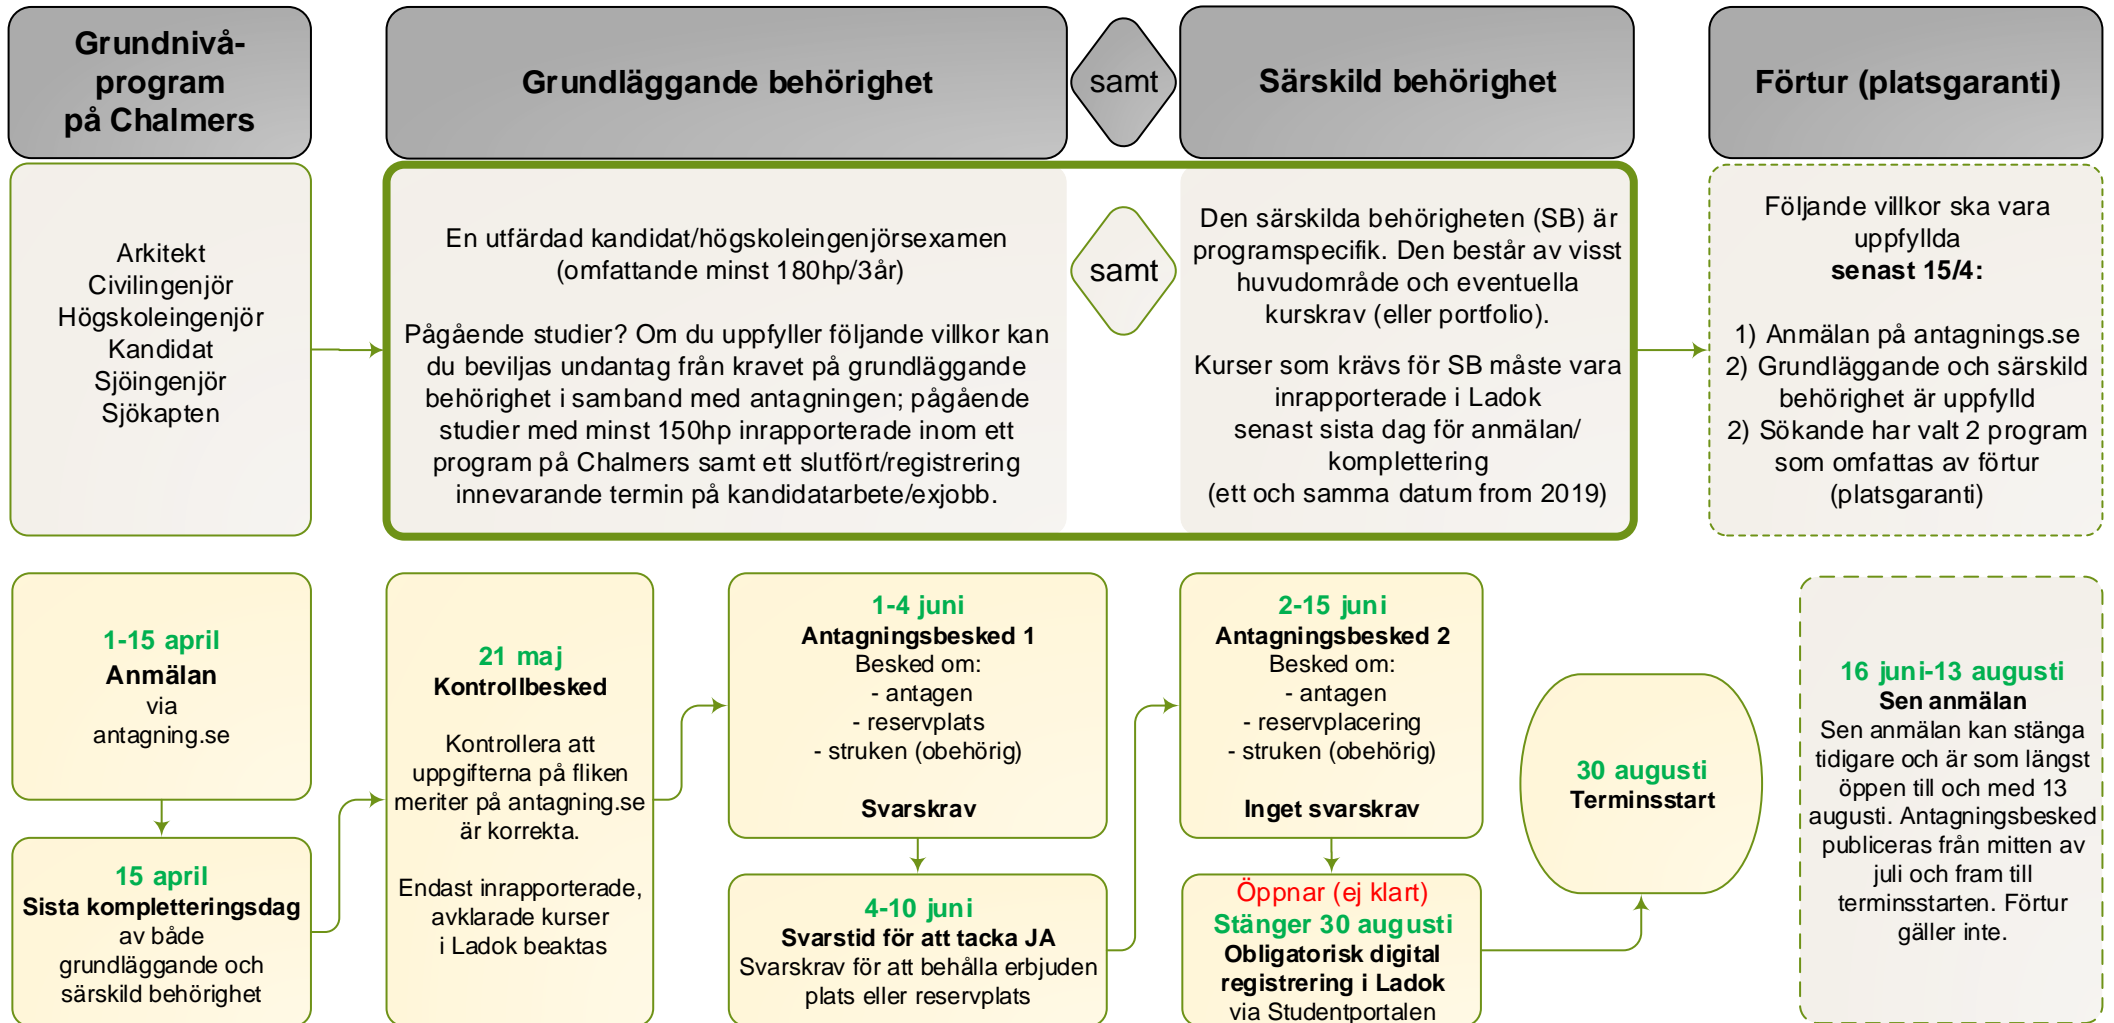 Grundnivå-
program
på Chalmers
Grundläggande behörighet
samt
Särskild behörighet
Förtur (platsgaranti)
Arkitekt
Civilingenjör
Högskoleingenjör
Kandidat
Sjöingenjör
Sjökapten
En utfärdad kandidat/högskoleingenjörsexamen
(omfattande minst 180hp/3år)
Pågående studier? Om du uppfyller följande villkor kan
du beviljas undantag från kravet på grundläggande
behörighet i samband med antagningen; pågående
studier med minst 150hp inrapporterade inom ett
program på Chalmers samt ett slutfört/registrering
innevarande termin på kandidatarbete/exjobb.
samt
Den särskilda behörigheten (SB) är
programspecifik. Den består av visst
huvudområde och eventuella
kurskrav (eller portfolio).
Kurser som krävs för SB måste vara
inrapporterade i Ladok
senast sista dag för anmälan/
komplettering
(ett och samma datum from 2019)
Följande villkor ska vara
uppfyllda
senast 15/4:
1) Anmälan på antagnings.se
2) Grundläggande och särskild
behörighet är uppfylld
2) Sökande har valt 2 program
som omfattas av förtur
(platsgaranti)
1-15 april
Anmälan
via
antagning.se
15 april
Sista kompletteringsdag
av både
grundläggande och
särskild behörighet
21 maj
Kontrollbesked
Kontrollera att
uppgifterna på fliken
meriter på antagning.se
är korrekta.
Endast inrapporterade,
avklarade kurser
i Ladok beaktas
1-4 juni
Antagningsbesked 1
Besked om:
- antagen
- reservplats
- struken (obehörig)
Svarskrav
4-10 juni
Svarstid för att tacka JA
Svarskrav för att behålla erbjuden
plats eller reservplats
2-15 juni
Antagningsbesked 2
Besked om:
- antagen
- reservplacering
- struken (obehörig)
Inget svarskrav
Öppnar (ej klart)
Stänger 30 augusti
Obligatorisk digital
registrering i Ladok
via Studentportalen
30 augusti
Terminsstart
16 juni-13 augusti
Sen anmälan
Sen anmälan kan stänga
tidigare och är som längst
öppen till och med 13
augusti. Antagningsbesked
publiceras från mitten av
juli och fram till
terminsstarten. Förtur
gäller inte.